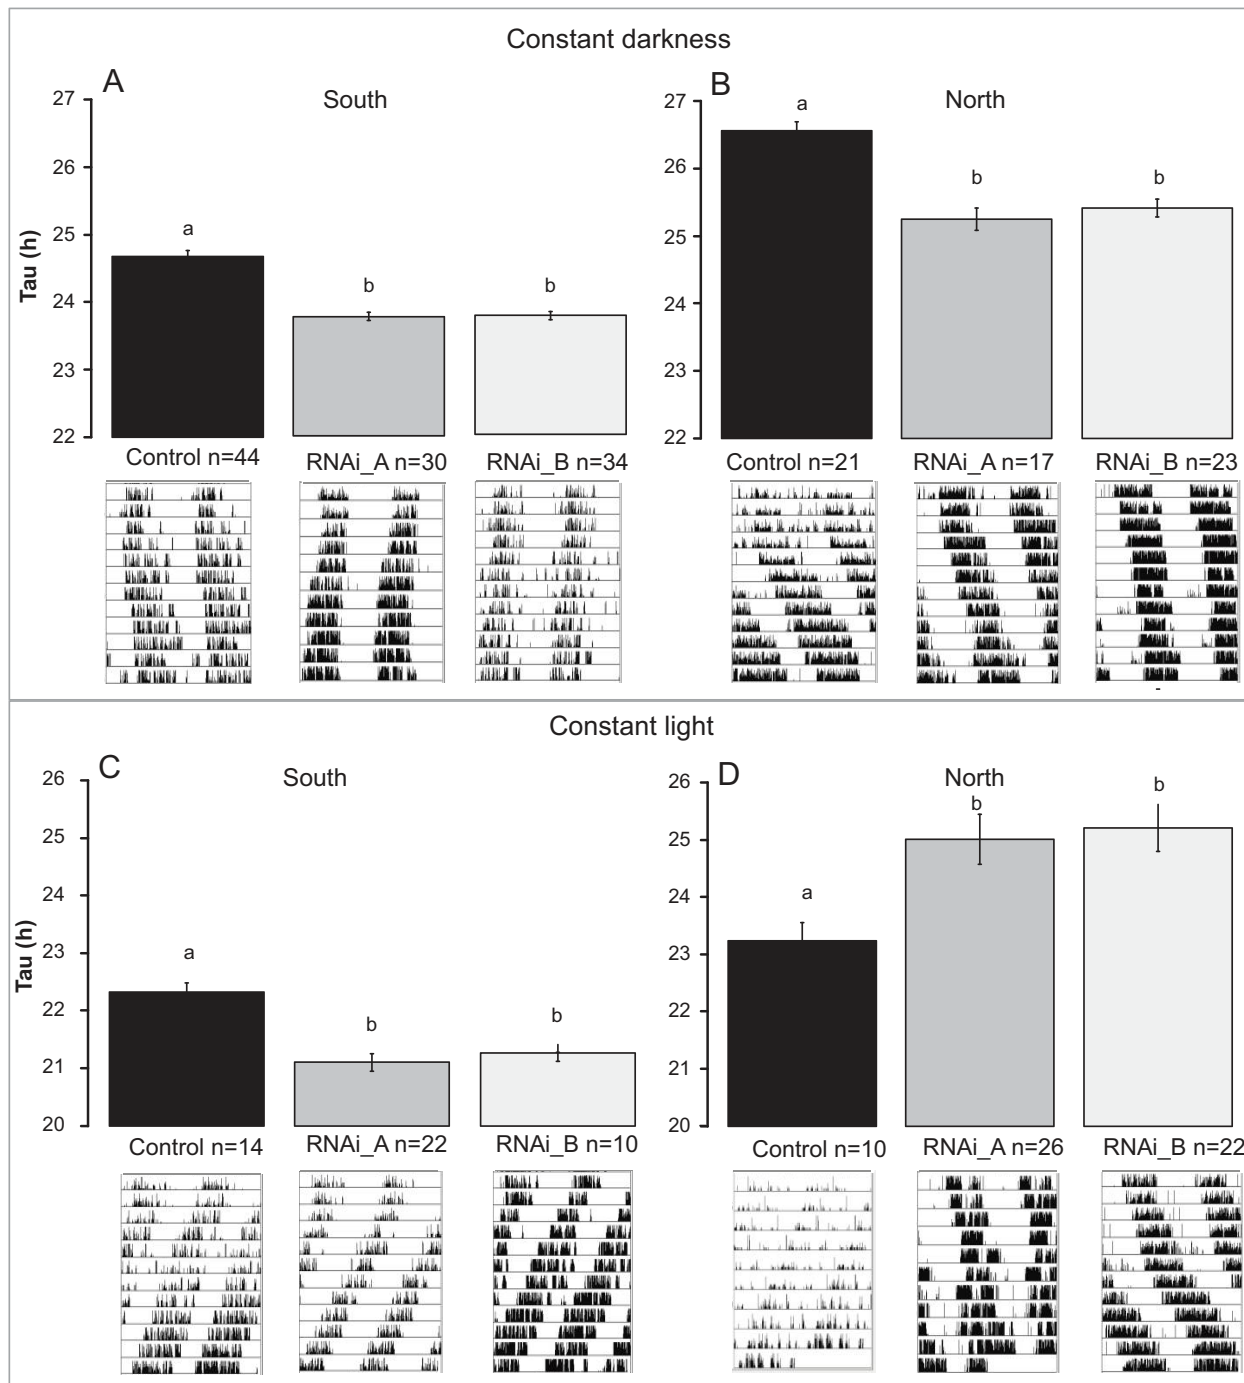 Constant darkness
A
South
27
26
25
24
23
22
Tau (h)
a
b
b
Control n=44
RNAi_A n=30
RNAi_B n=34
B
North
27
26
25
24
23
22
a
b
b
Control n=21
RNAi_A n=17
RNAi_B n=23
Constant light
C
South
26
25
24
23
22
21
20
Tau (h)
a
b
b
Control n=14
RNAi_A n=22
RNAi_B n=10
D
North
26
25
24
23
22
21
20
a
b
b
Control n=10
RNAi_A n=26
RNAi_B n=22